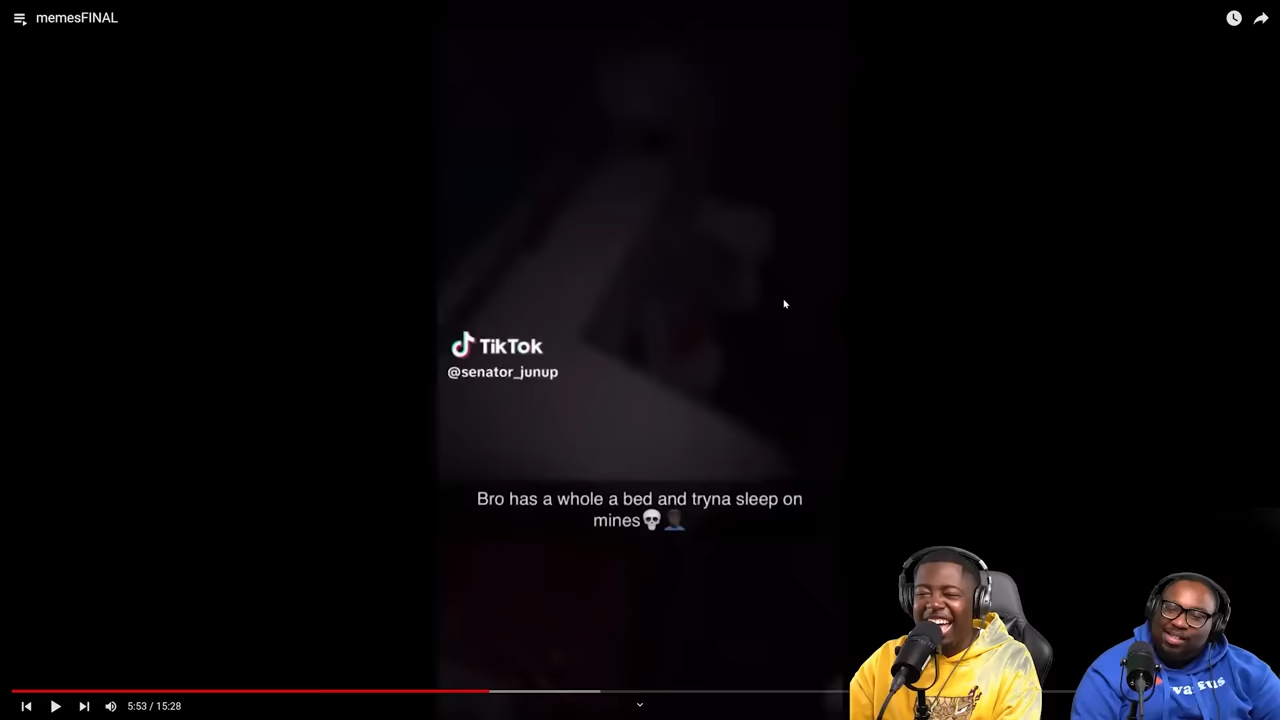 memesFINAL
TikTok
@senator_junup
Bro has a whole a bed and tryna sleep on
mines💀👤
5:53 / 15:28